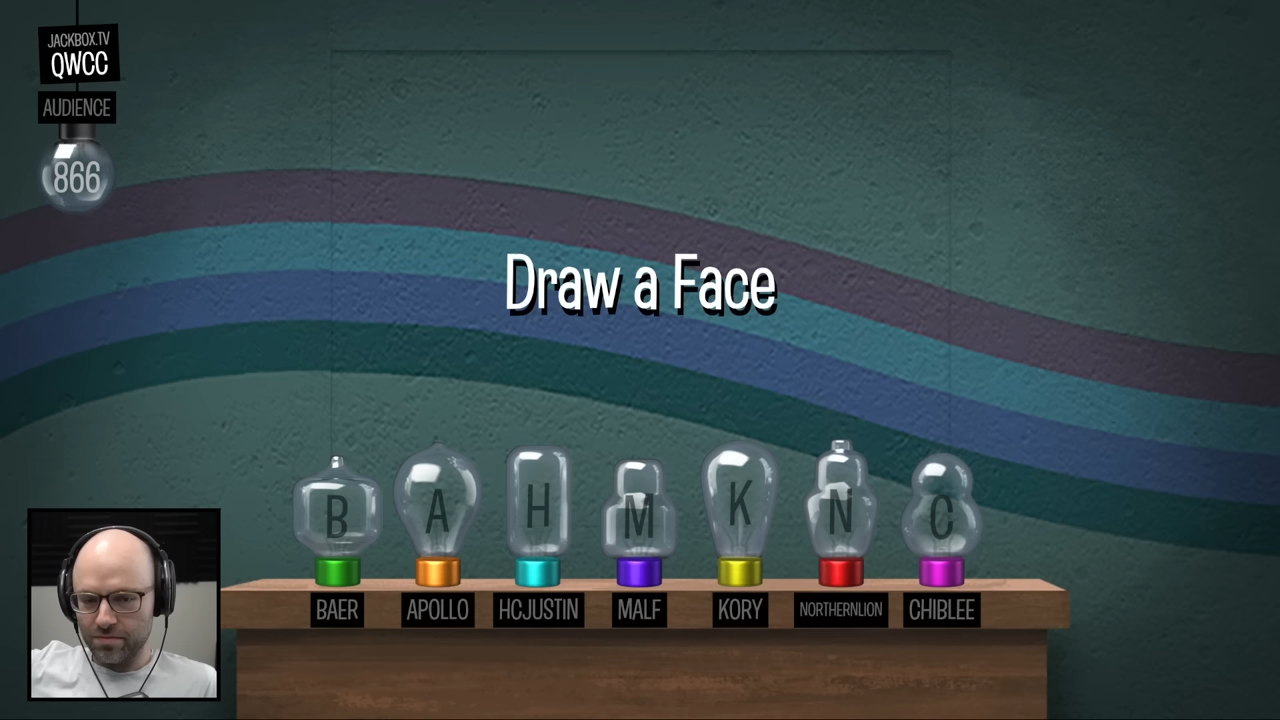 JACKBOX.TV
QWCC
AUDIENCE
866
Draw a Face
B A H M K N C
BAER APOLLO HCJUSTIN MALF KORY NORTHERNLION CHIBLEE